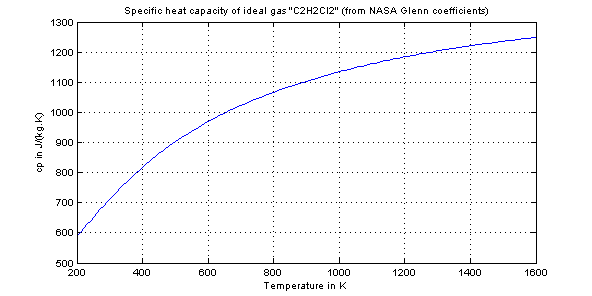 Specific heat capacity of ideal gas "C2H2Cl2" (from NASA Glenn coefficients)
1300
1200
1100
1000
900
800
700
600
500
cp in J/(kg.K)
200 400 600 800 1000 1200 1400 1600
Temperature in K